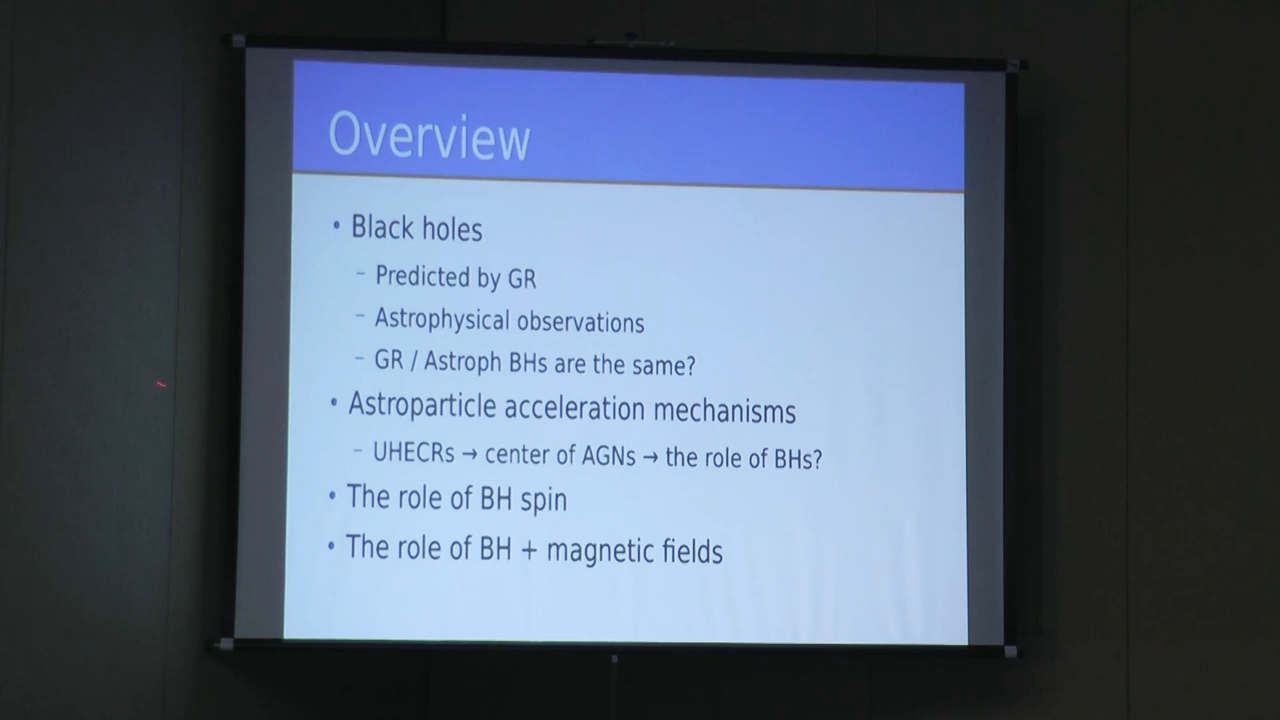 Overview
• Black holes
– Predicted by GR
– Astrophysical observations
– GR / Astroph BHs are the same?
• Astroparticle acceleration mechanisms
– UHECRs → center of AGNs → the role of BHs?
• The role of BH spin
• The role of BH + magnetic fields